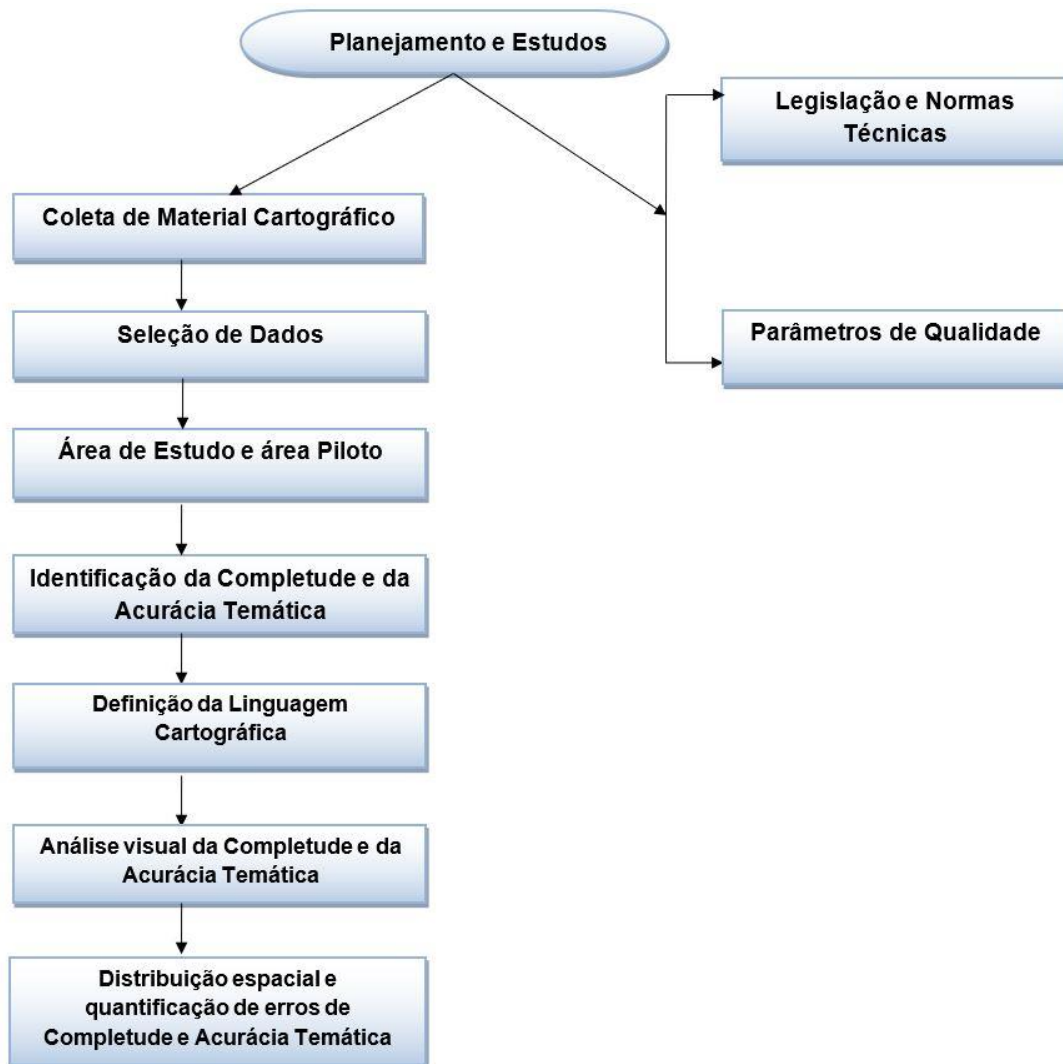 Planejamento e Estudos
Legislação e Normas
Técnicas
Coleta de Material Cartográfico
Seleção de Dados
Parâmetros de Qualidade
Área de Estudo e área Piloto
Identificação da Completude e da
Acurácia Temática
Definição da Linguagem
Cartográfica
Análise visual da Completude e da
Acurácia Temática
Distribuição espacial e
quantificação de erros de
Completude e Acurácia Temática